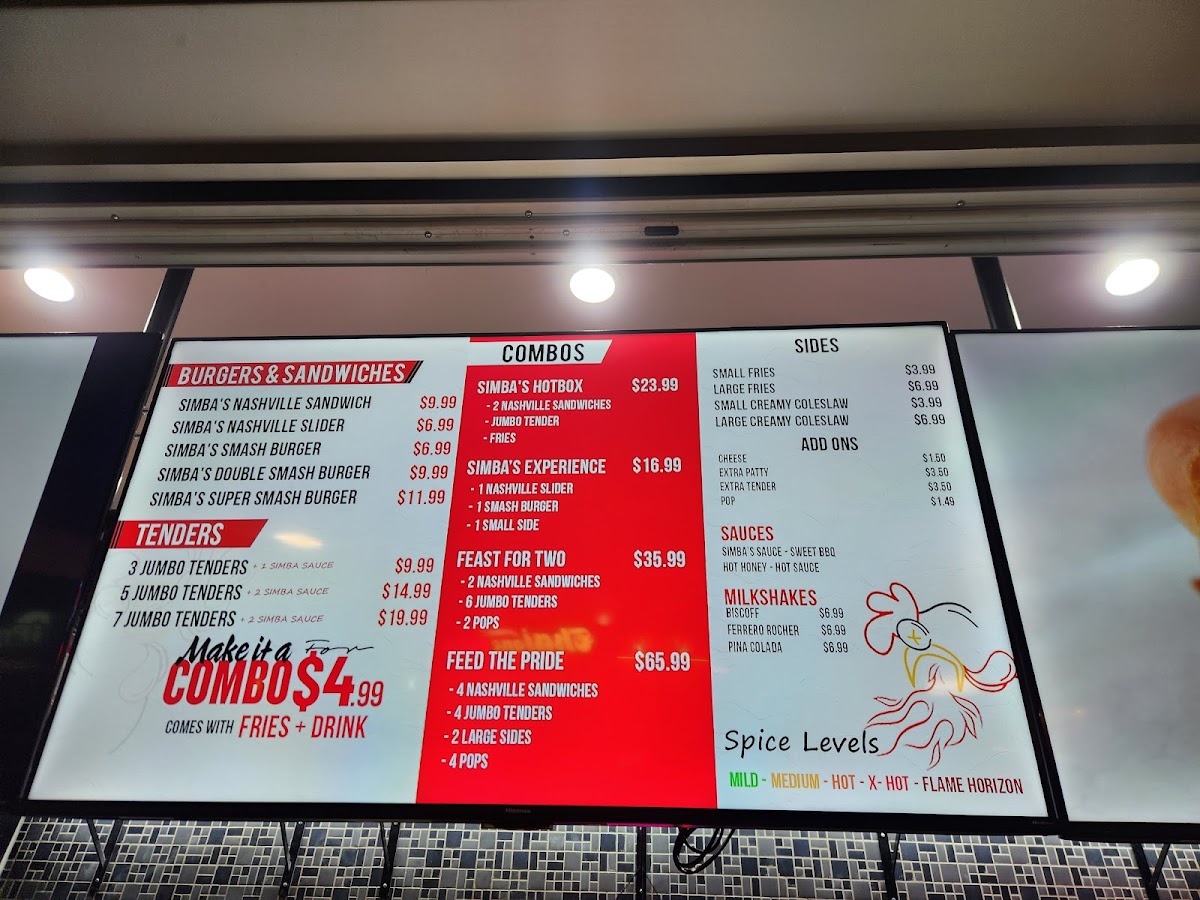 BURGERS & SANDWICHES
SIMBA'S NASHVILLE SANDWICH $9.99
SIMBA'S NASHVILLE SLIDER $6.99
SIMBA'S SMASH BURGER $6.99
SIMBA'S DOUBLE SMASH BURGER $9.99
SIMBA'S SUPER SMASH BURGER $11.99
TENDERS
3 JUMBO TENDERS + 1 SIMBA SAUCE $9.99
5 JUMBO TENDERS + 2 SIMBA SAUCE $14.99
7 JUMBO TENDERS + 2 SIMBA SAUCE $19.99
Make it a For
COMBO $4.99
COMES WITH FRIES + DRINK
COMBOS
SIMBA'S HOTBOX $23.99
- 2 NASHVILLE SANDWICHES
- JUMBO TENDER
- FRIES
SIMBA'S EXPERIENCE $16.99
- 1 NASHVILLE SLIDER
- 1 SMASH BURGER
- 1 SMALL SIDE
FEAST FOR TWO $35.99
- 2 NASHVILLE SANDWICHES
- 6 JUMBO TENDERS
- 2 POPS
FEED THE PRIDE $65.99
- 4 NASHVILLE SANDWICHES
- 4 JUMBO TENDERS
- 2 LARGE SIDES
- 4 POPS
SIDES
SMALL FRIES $3.99
LARGE FRIES $6.99
SMALL CREAMY COLESLAW $3.99
LARGE CREAMY COLESLAW $6.99
ADD ONS
CHEESE $1.50
EXTRA PATTY $3.50
EXTRA TENDER $3.50
POP $1.49
SAUCES
SIMBA'S SAUCE - SWEET BBQ
HOT HONEY - HOT SAUCE
MILKSHAKES
BISCOFF $6.99
FERRERO ROCHER $6.99
PINA COLADA $6.99
Spice Levels
MILD - MEDIUM - HOT - X- HOT - FLAME HORIZON
Hisense